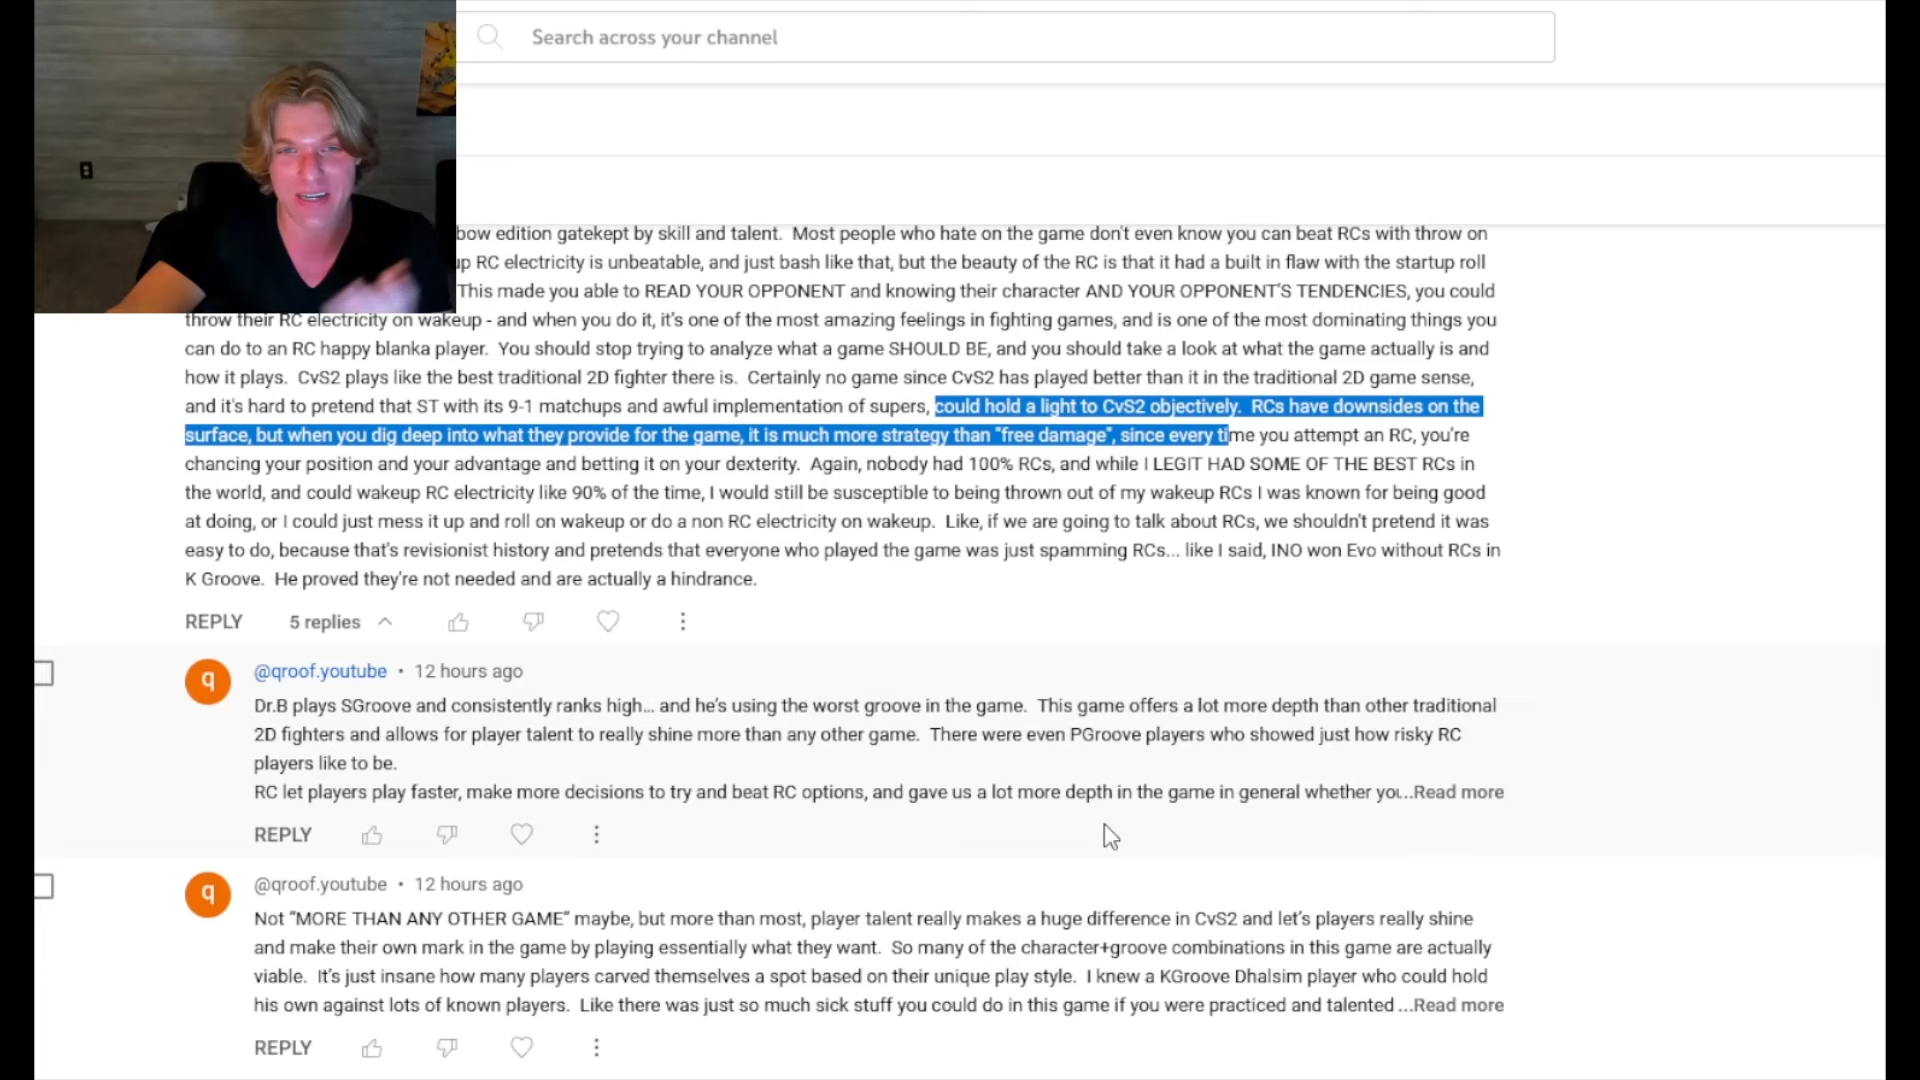 Search across your channel
bow edition gatekept by skill and talent. Most people who hate on the game don't even know you can beat RCs with throw on
up RC electricity is unbeatable, and just bash like that, but the beauty of the RC is that it had a built in flaw with the startup roll
This made you able to READ YOUR OPPONENT and knowing their character AND YOUR OPPONENT'S TENDENCIES, you could
throw their RC electricity on wakeup - and when you do it, it's one of the most amazing feelings in fighting games, and is one of the most dominating things you
can do to an RC happy blanka player. You should stop trying to analyze what a game SHOULD BE, and you should take a look at what the game actually is and
how it plays. CvS2 plays like the best traditional 2D fighter there is. Certainly no game since CvS2 has played better than it in the traditional 2D game sense,
and it's hard to pretend that ST with its 9-1 matchups and awful implementation of supers, could hold a light to CvS2 objectively. RCs have downsides on the
surface, but when you dig deep into what they provide for the game, it is much more strategy than "free damage", since every time you attempt an RC, you're
chancing your position and your advantage and betting it on your dexterity. Again, nobody had 100% RCs, and while I LEGIT HAD SOME OF THE BEST RCs in
the world, and could wakeup RC electricity like 90% of the time, I would still be susceptible to being thrown out of my wakeup RCs I was known for being good
at doing, or I could just mess it up and roll on wakeup or do a non RC electricity on wakeup. Like, if we are going to talk about RCs, we shouldn't pretend it was
easy to do, because that's revisionist history and pretends that everyone who played the game was just spamming RCs... like I said, INO won Evo without RCs in
K Groove. He proved they're not needed and are actually a hindrance.
REPLY 5 replies
q
@qroof.youtube • 12 hours ago
Dr.B plays SGroove and consistently ranks high… and he's using the worst groove in the game. This game offers a lot more depth than other traditional
2D fighters and allows for player talent to really shine more than any other game. There were even PGroove players who showed just how risky RC
players like to be.
RC let players play faster, make more decisions to try and beat RC options, and gave us a lot more depth in the game in general whether you...Read more
REPLY
q
@qroof.youtube • 12 hours ago
Not "MORE THAN ANY OTHER GAME" maybe, but more than most, player talent really makes a huge difference in CvS2 and let's players really shine
and make their own mark in the game by playing essentially what they want. So many of the character+groove combinations in this game are actually
viable. It's just insane how many players carved themselves a spot based on their unique play style. I knew a KGroove Dhalsim player who could hold
his own against lots of known players. Like there was just so much sick stuff you could do in this game if you were practiced and talented ...Read more
REPLY